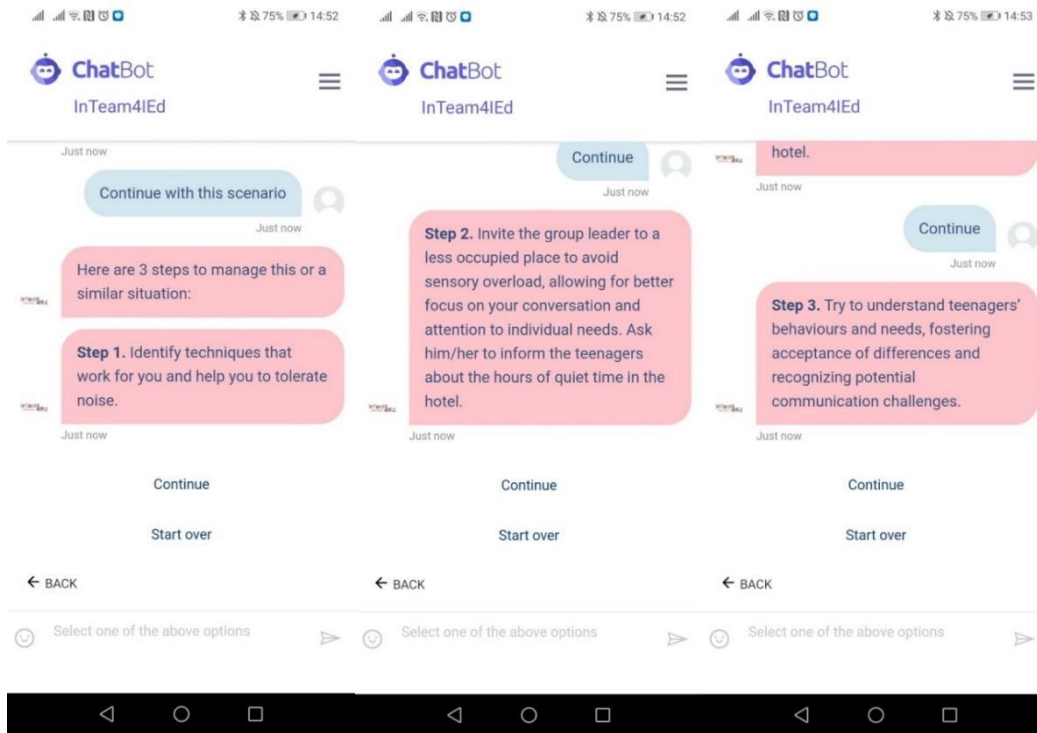 75% 14:52
ChatBot
InTeam4IEd
Just now
Continue with this scenario
Just now
Here are 3 steps to manage this or a
similar situation:
Step 1. Identify techniques that
work for you and help you to tolerate
noise.
Just now
Continue
Start over
← BACK
Select one of the above options
75% 14:52
ChatBot
InTeam4IEd
Continue
Just now
Step 2. Invite the group leader to a
less occupied place to avoid
sensory overload, allowing for better
focus on your conversation and
attention to individual needs. Ask
him/her to inform the teenagers
about the hours of quiet time in the
hotel.
Just now
Continue
Start over
← BACK
Select one of the above options
75% 14:53
ChatBot
InTeam4IEd
hotel.
Just now
Continue
Just now
Step 3. Try to understand teenagers'
behaviours and needs, fostering
acceptance of differences and
recognizing potential
communication challenges.
Just now
Continue
Start over
← BACK
Select one of the above options